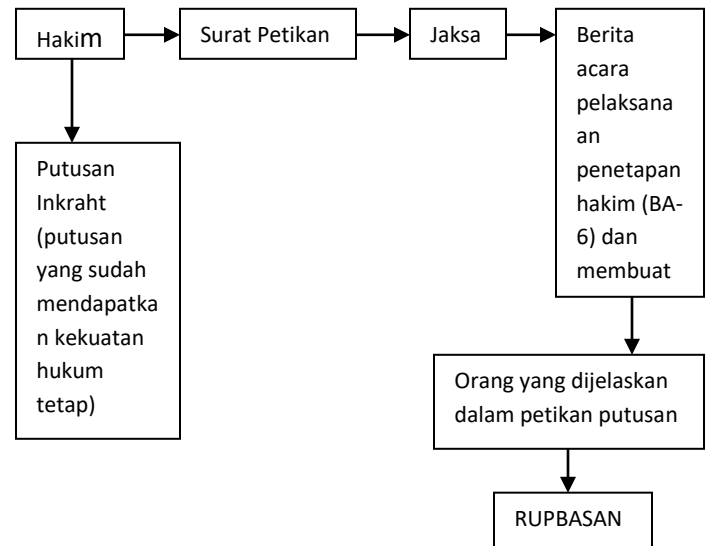 Hakim
Surat Petikan
Jaksa
Berita
acara
pelaksana
an
penetapan
hakim (BA-
6) dan
membuat
Putusan
Inkraht
(putusan
yang sudah
mendapatka
n kekuatan
hukum
tetap)
Orang yang dijelaskan
dalam petikan putusan
RUPBASAN